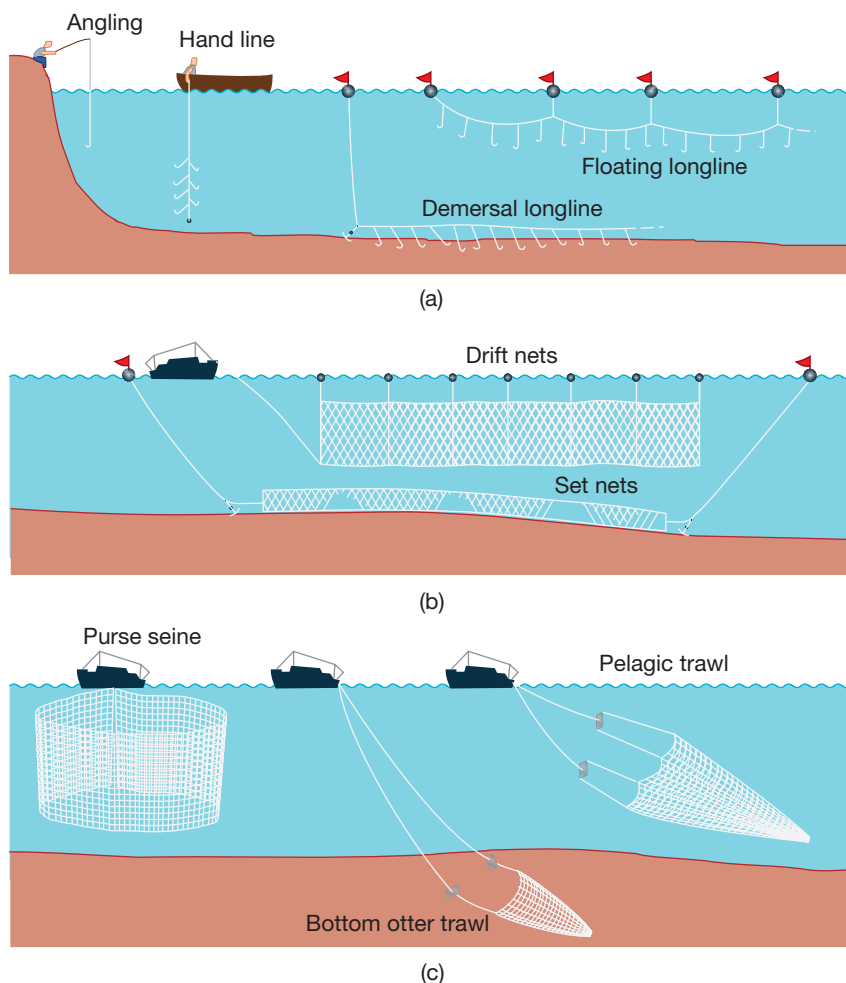 Angling
Hand line
Floating longline
Demersal longline
(a)
Drift nets
Set nets
(b)
Purse seine
Pelagic trawl
Bottom otter trawl
(c)